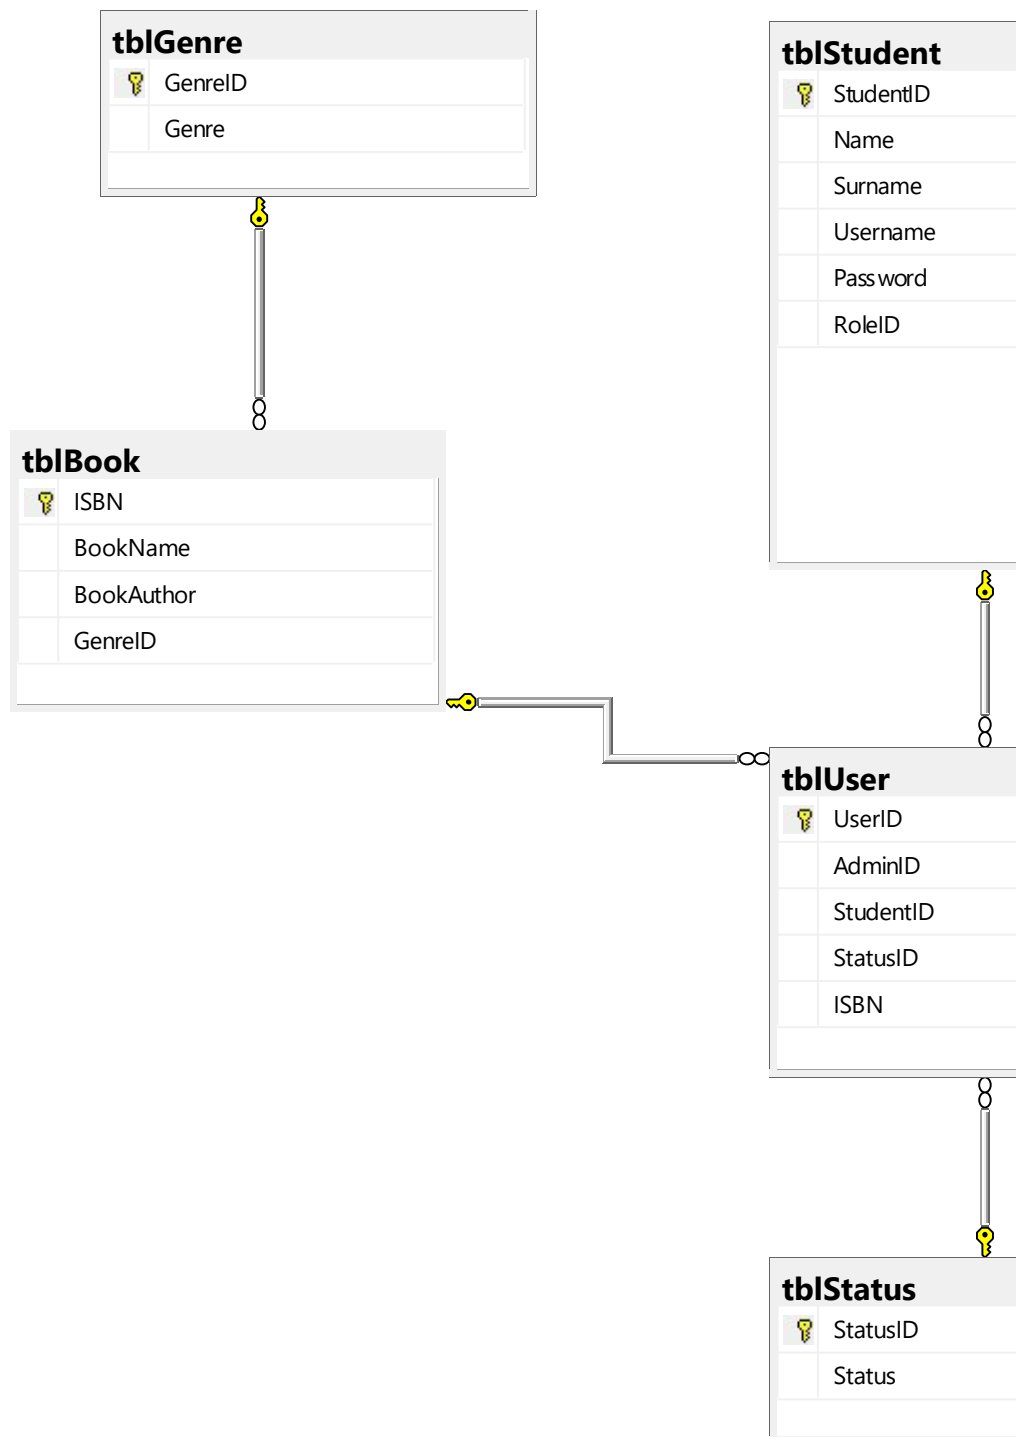 tblGenre
GenreID
Genre
tblStudent
StudentID
Name
Surname
Username
Password
RoleID
tblBook
ISBN
BookName
BookAuthor
GenreID
tblUser
UserID
AdminID
StudentID
StatusID
ISBN
tblStatus
StatusID
Status